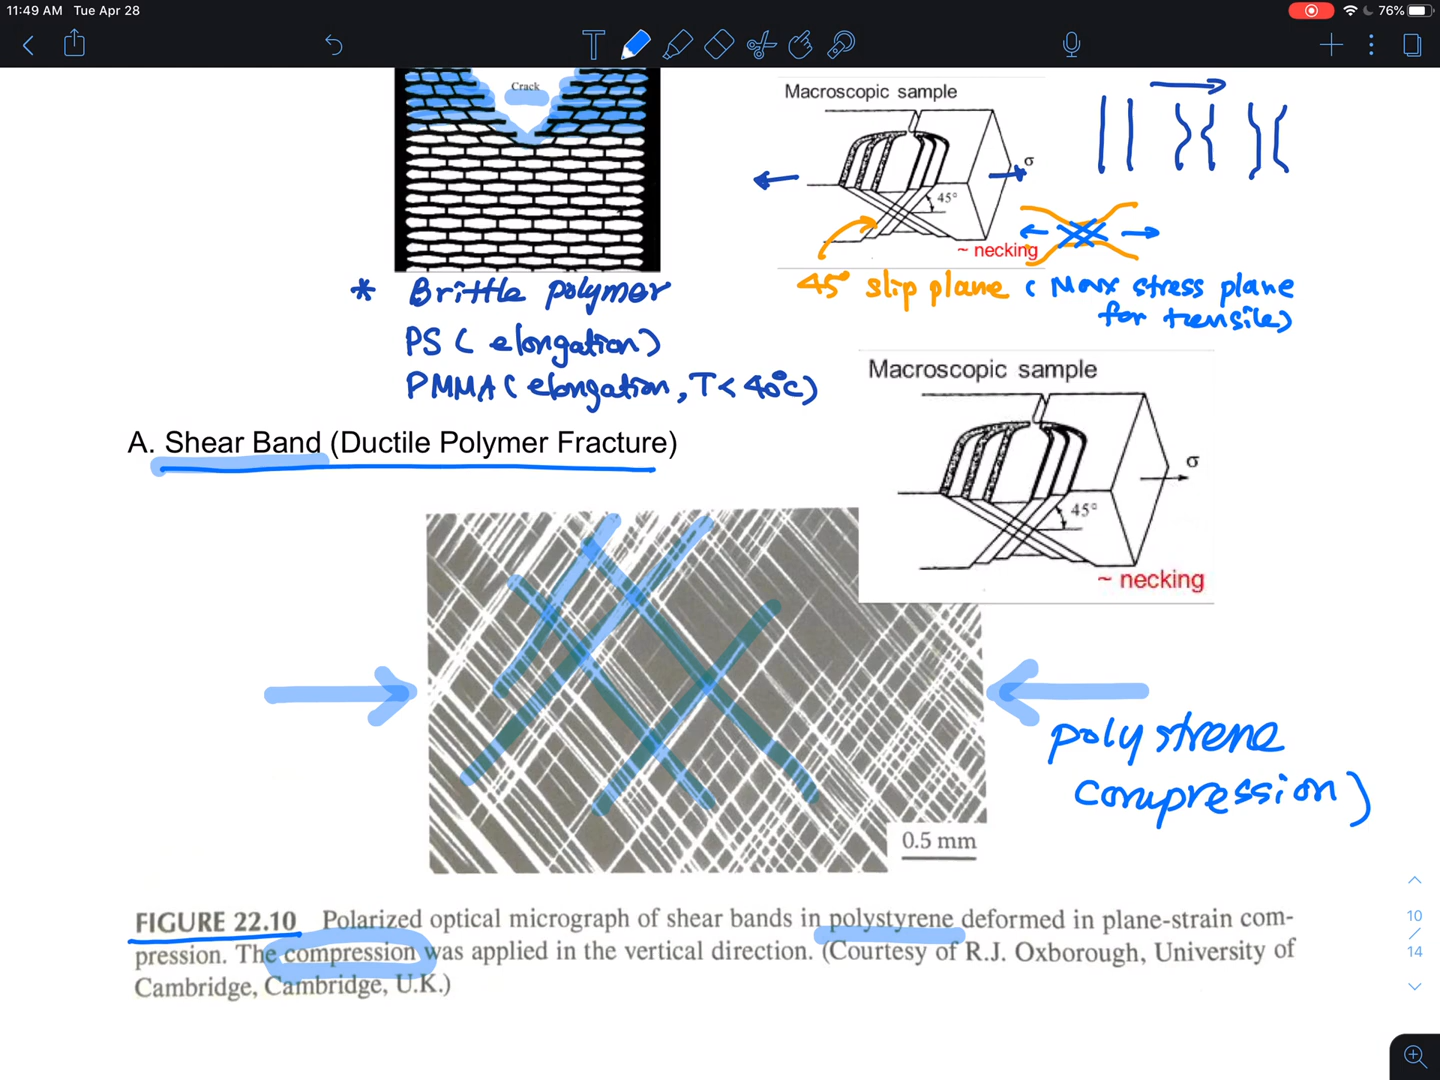 11:49 AM Tue Apr 28
76%
T
Crack
Macroscopic sample
σ
45°
~ necking
* Brittle polymer
PS ( elongation)
PMMA ( elongation, T < 40°C)
45° slip plane ( Max stress plane
for tensile)
Macroscopic sample
σ
45°
~ necking
A. Shear Band (Ductile Polymer Fracture)
polystrene
compression)
0.5 mm
FIGURE 22.10 Polarized optical micrograph of shear bands in polystyrene deformed in plane-strain com-
pression. The compression was applied in the vertical direction. (Courtesy of R.J. Oxborough, University of
Cambridge, Cambridge, U.K.)
10
/
14